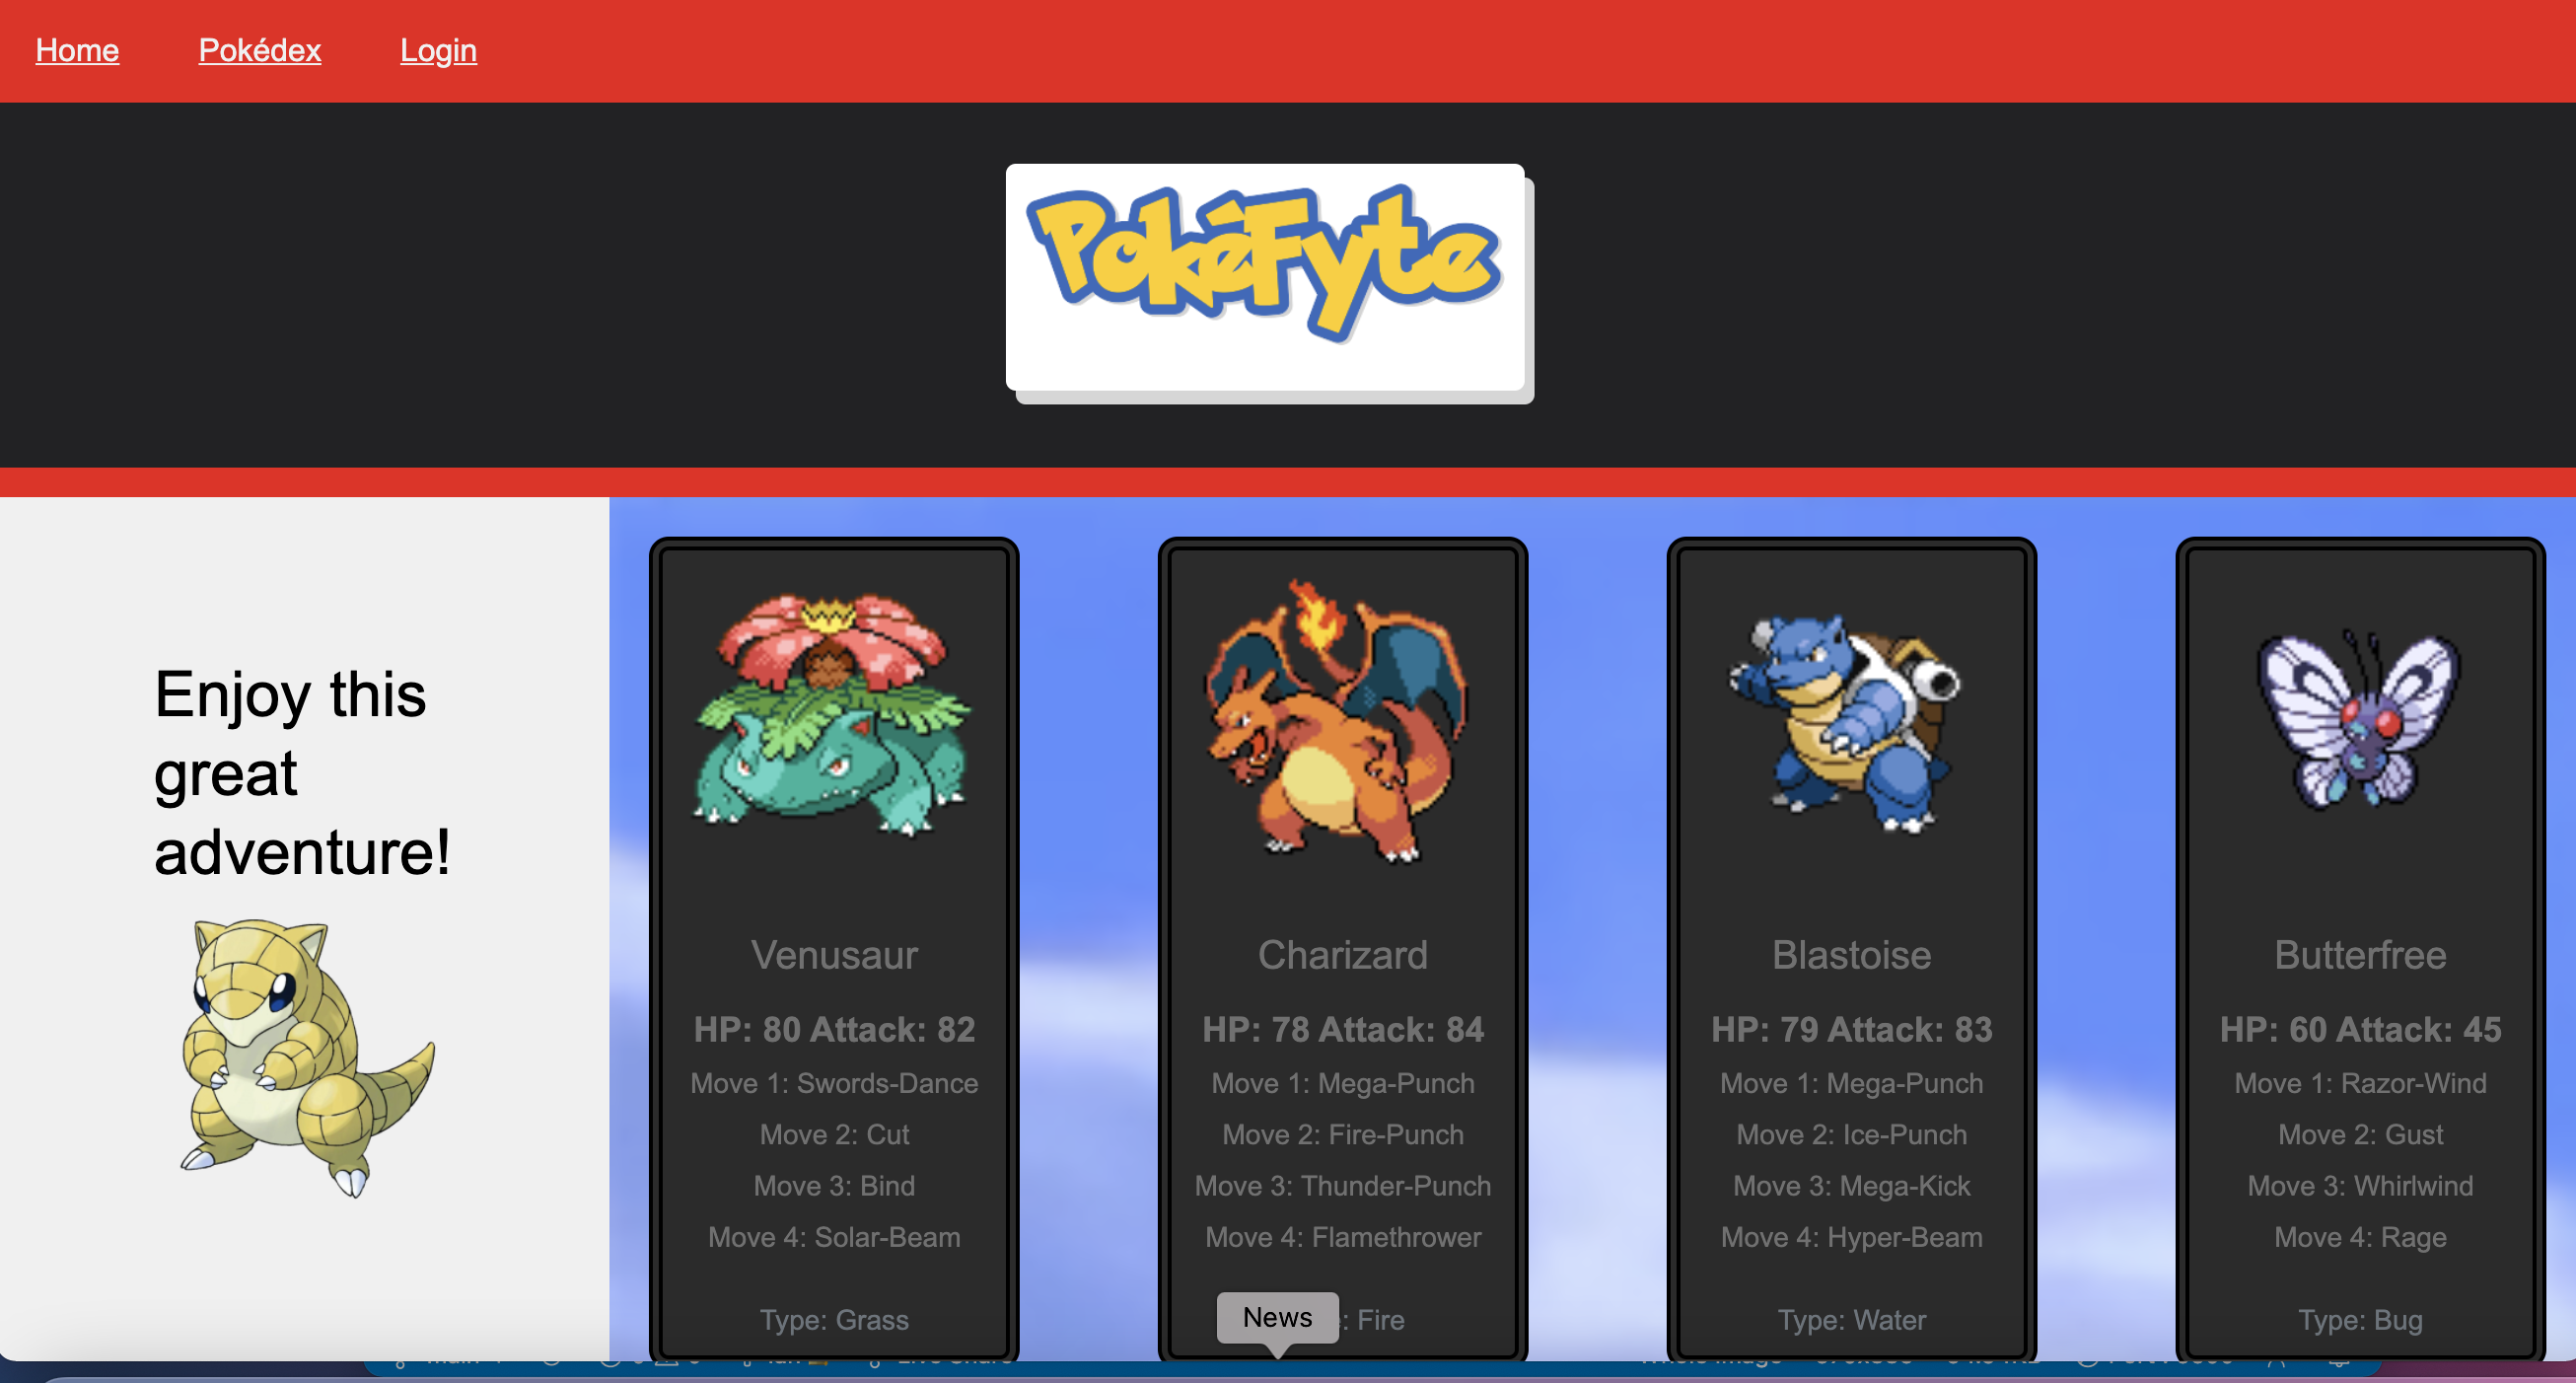 Home Pokédex Login
PokéFyte
Enjoy this
great
adventure!
Venusaur
HP: 80 Attack: 82
Move 1: Swords-Dance
Move 2: Cut
Move 3: Bind
Move 4: Solar-Beam
Type: Grass
Charizard
HP: 78 Attack: 84
Move 1: Mega-Punch
Move 2: Fire-Punch
Move 3: Thunder-Punch
Move 4: Flamethrower
: Fire
News
Blastoise
HP: 79 Attack: 83
Move 1: Mega-Punch
Move 2: Ice-Punch
Move 3: Mega-Kick
Move 4: Hyper-Beam
Type: Water
Butterfree
HP: 60 Attack: 45
Move 1: Razor-Wind
Move 2: Gust
Move 3: Whirlwind
Move 4: Rage
Type: Bug